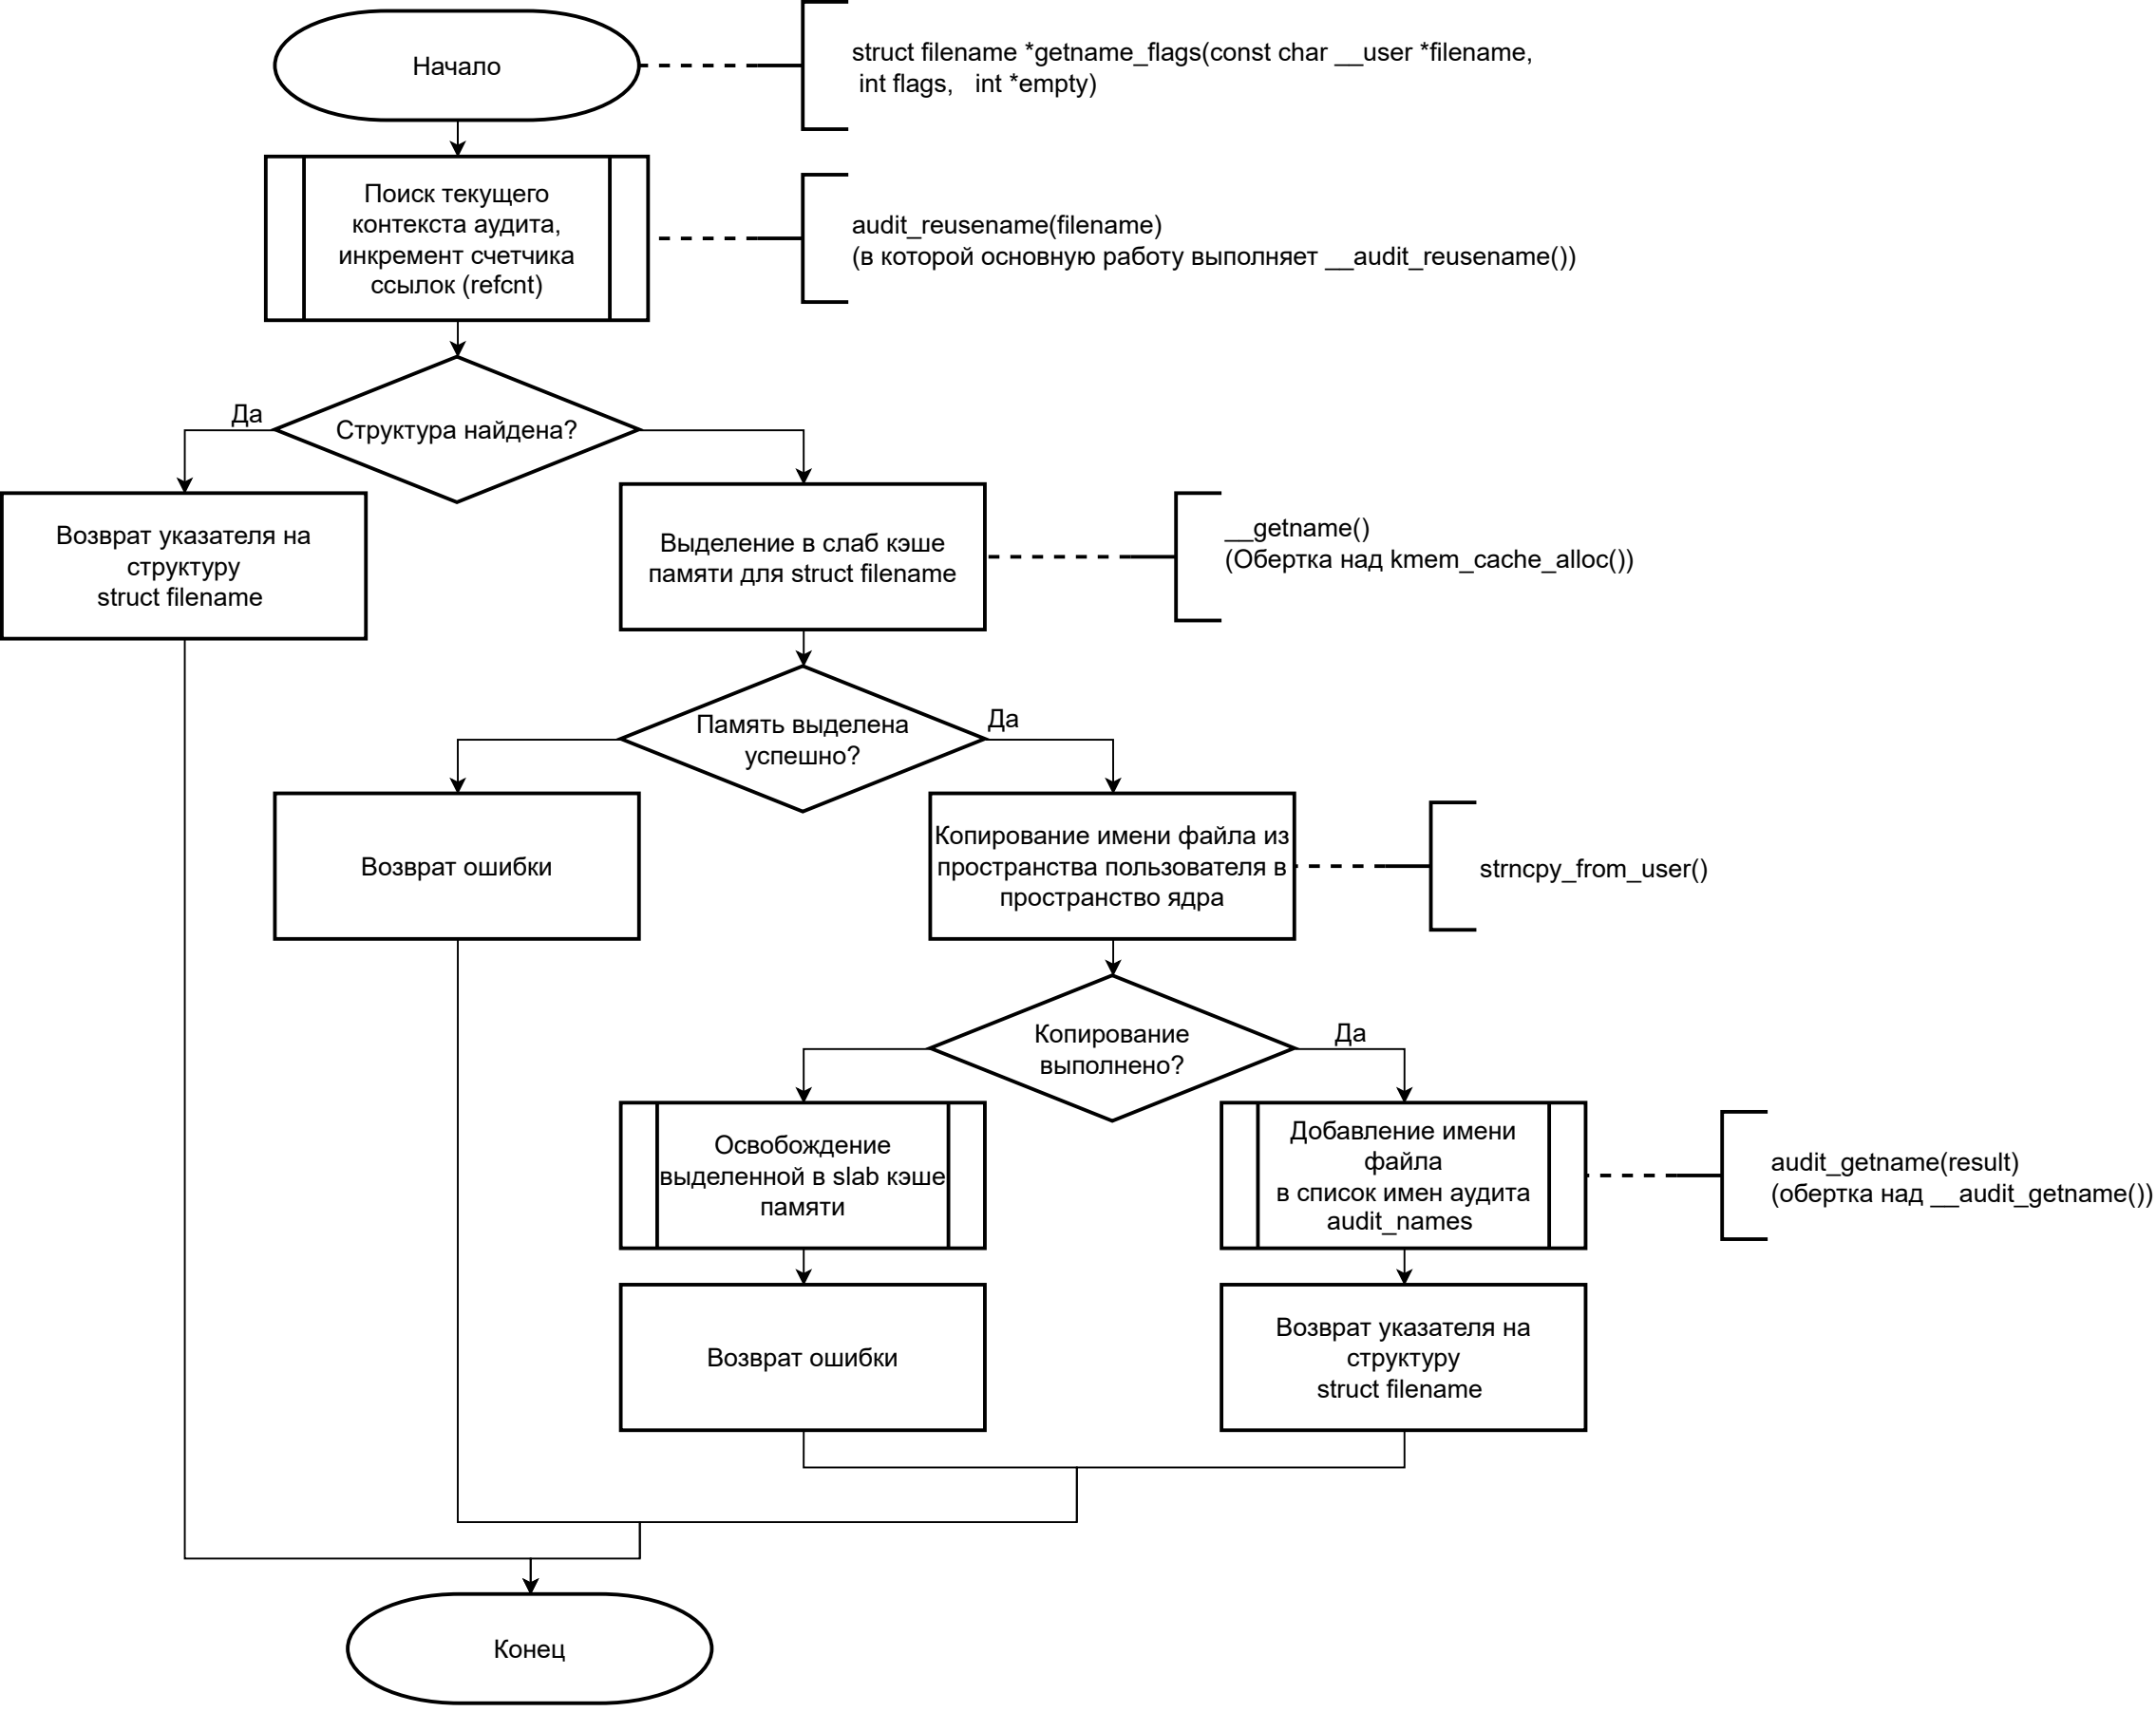 Начало
struct filename *getname_flags(const char __user *filename,
int flags,   int *empty)
Поиск текущего
контекста аудита,
инкремент счетчика
ссылок (refcnt)
audit_reusename(filename)
(в которой основную работу выполняет __audit_reusename())
Структура найдена?
Да
Возврат указателя на
структуру
struct filename
Выделение в слаб кэше
памяти для struct filename
__getname()
(Обертка над kmem_cache_alloc())
Память выделена
успешно?
Да
Возврат ошибки
Копирование имени файла из
пространства пользователя в
пространство ядра
strncpy_from_user()
Копирование
выполнено?
Да
Освобождение
выделенной в slab кэше
памяти
Добавление имени
файла
в список имен аудита
audit_names
audit_getname(result)
(обертка над __audit_getname())
Возврат ошибки
Возврат указателя на
структуру
struct filename
Конец